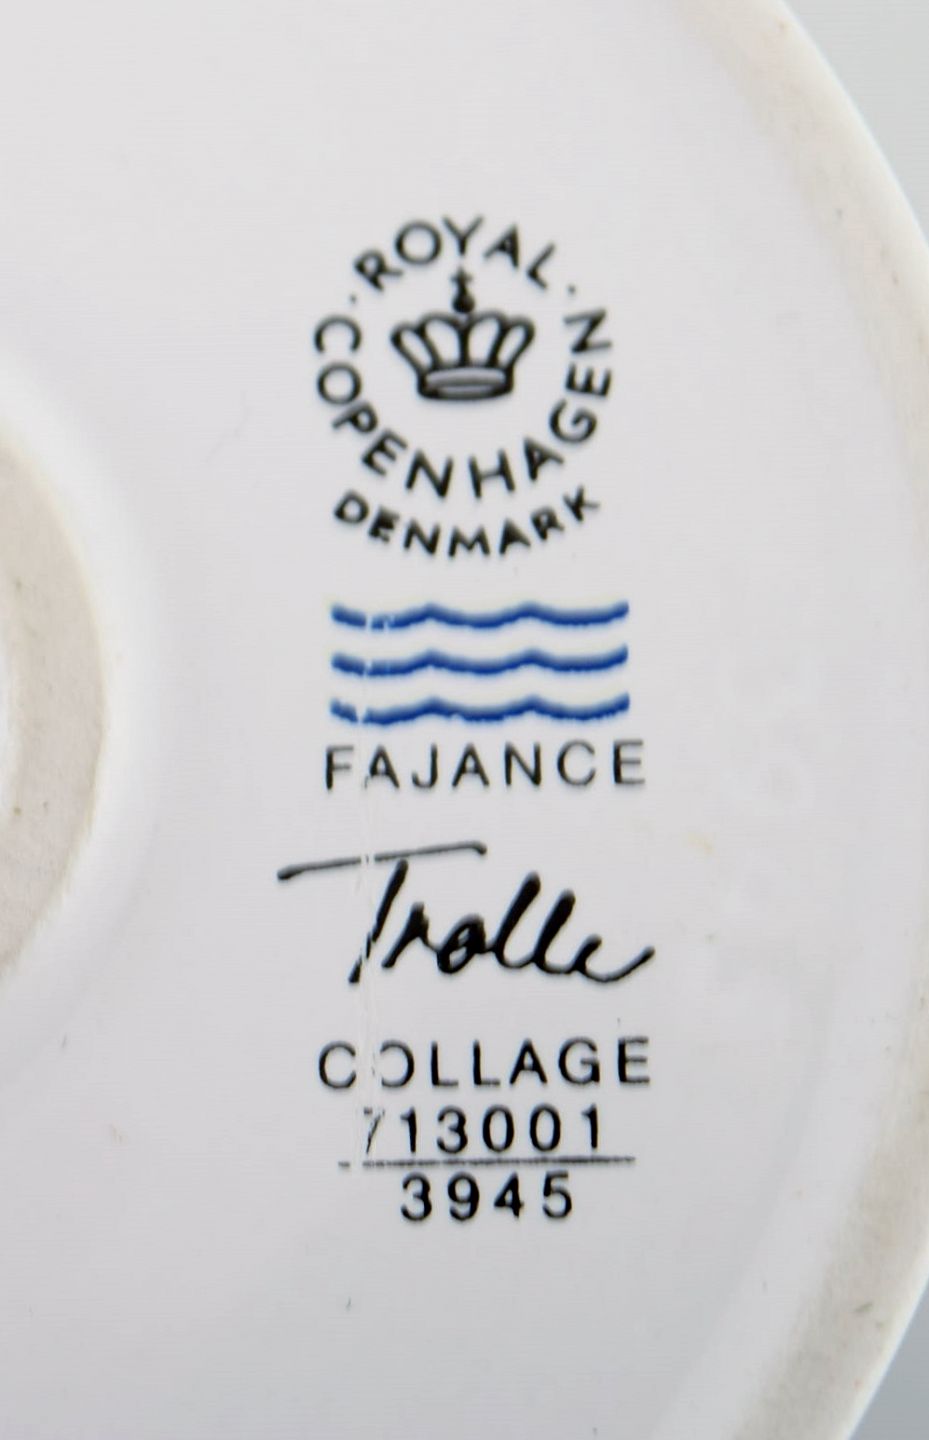 ROYAL
COPENHAGEN
DENMARK
FAJANCE
Trolle
COLLAGE
713001
3945